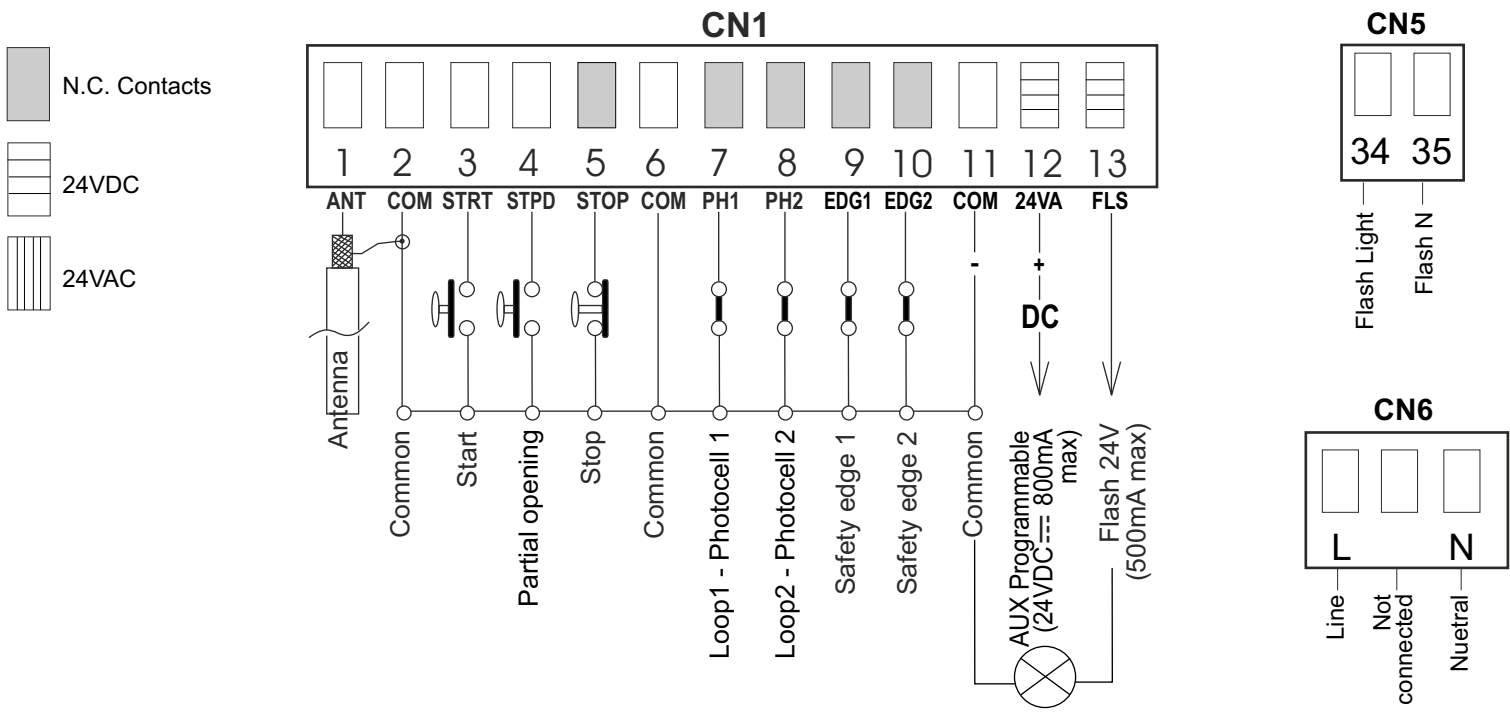 N.C. Contacts
24VDC
24VAC
CN1
1 2 3 4 5 6 7 8 9 10 11 12 13
ANT COM STRT STPD STOP COM PH1 PH2 EDG1 EDG2 COM 24VA FLS
- +
DC
Antenna
Common
Start
Partial opening
Stop
Common
Loop1 - Photocell 1
Loop2 - Photocell 2
Safety edge 1
Safety edge 2
Common
AUX Programmable
(24VDC⎓ 800mA
max)
Flash 24V
(500mA max)
CN5
34 35
Flash Light
Flash N
CN6
L N
Line
Not
connected
Nuetral